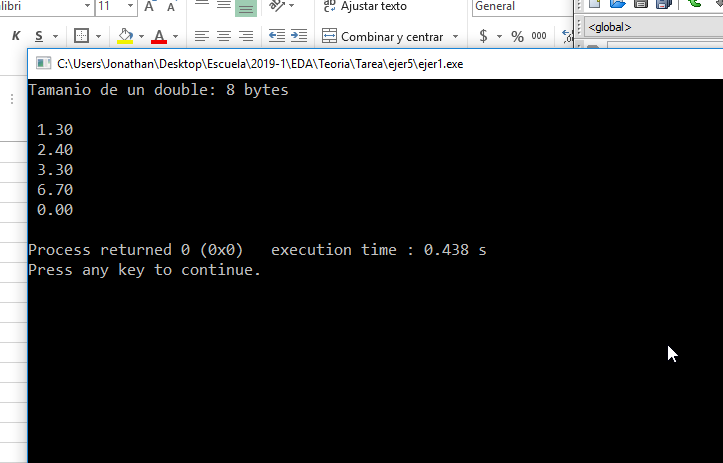 libri 11 A A Ajustar texto General
K S A Combinar y centrar $ % 000
<global>
C:\Users\Jonathan\Desktop\Escuela\2019-1\EDA\Teoria\Tarea\ejer5\ejer1.exe
Tamanio de un double: 8 bytes
1.30
2.40
3.30
6.70
0.00
Process returned 0 (0x0)   execution time : 0.438 s
Press any key to continue.